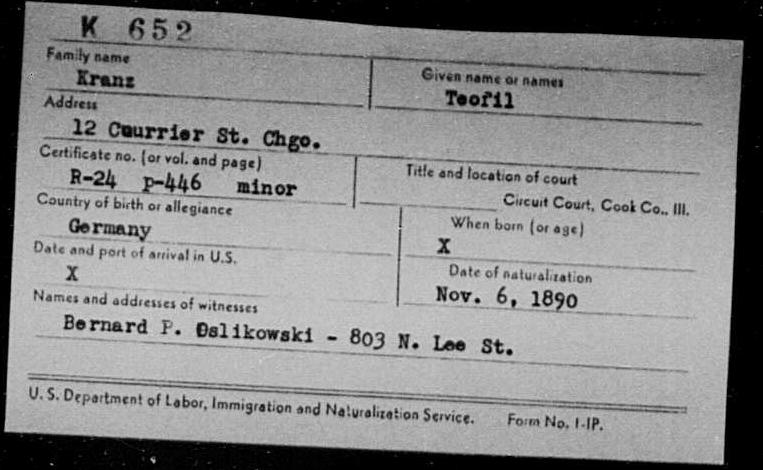 K 652
Family name
Kranz
Given name or names
Teofil
Address
12 Courrier St. Chgo.
Certificate no. (or vol. and page)
R-24 p-446 minor
Title and location of court
Circuit Court, Cook Co., Ill.
Country of birth or allegiance
Germany
When born (or age)
X
Date and port of arrival in U.S.
X
Date of naturalization
Nov. 6, 1890
Names and addresses of witnesses
Bernard P. Oslikowski - 803 N. Lee St.
U. S. Department of Labor, Immigration and Naturalization Service. Form No. 1-IP.